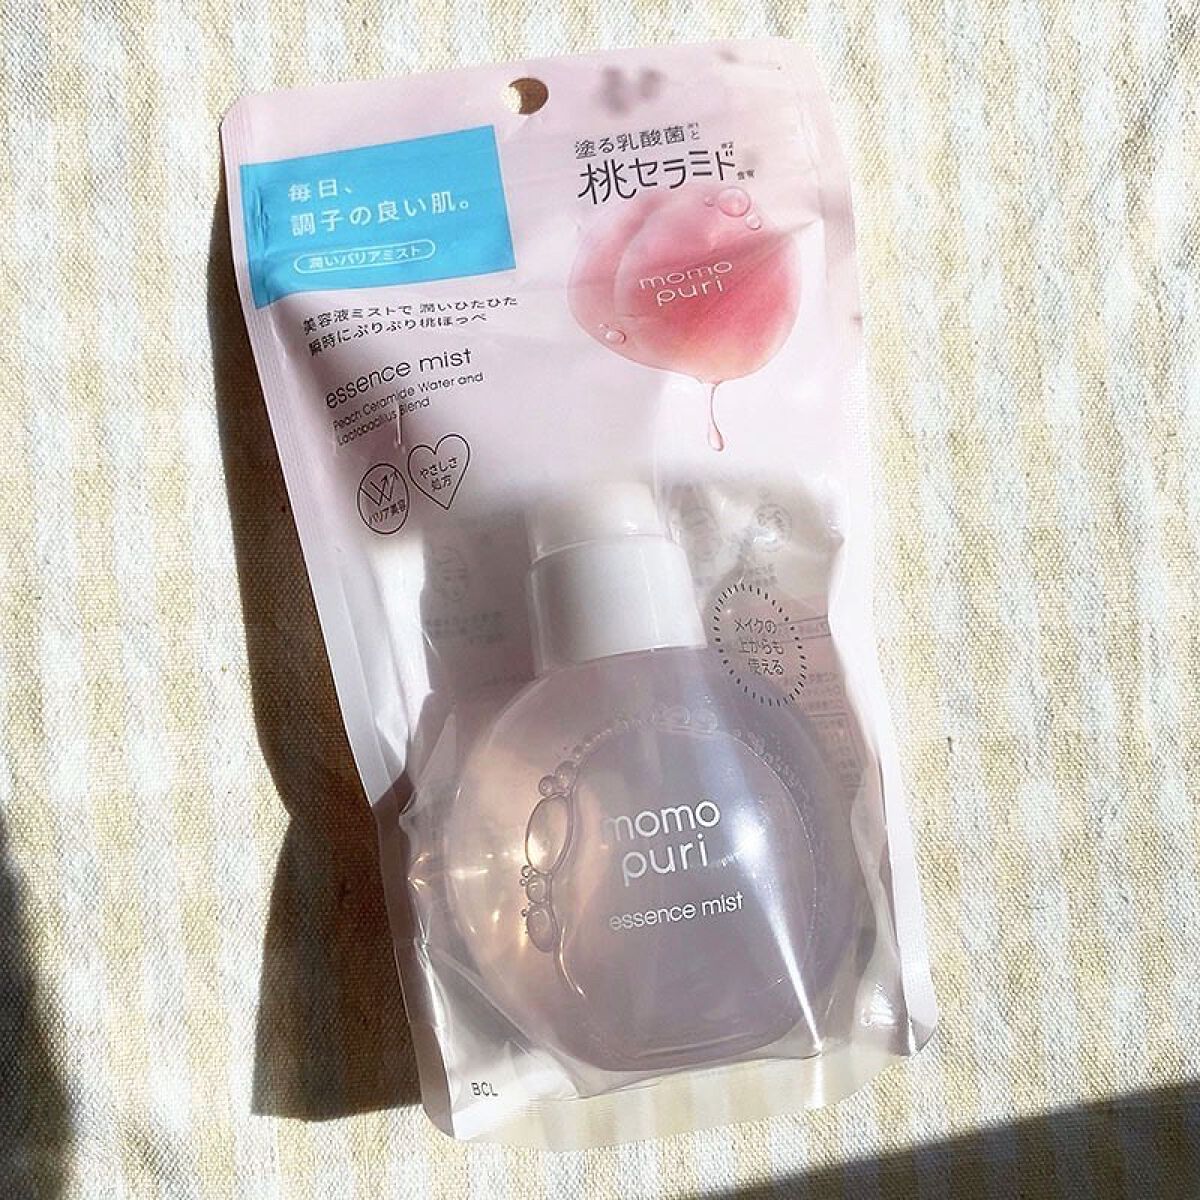 塗る乳酸菌※1と
桃セラミド※2含有
毎日、
調子の良い肌。
潤いバリアミスト
美容液ミストで 潤いひたひた
瞬時にぷりぷり桃ほっぺ
essence mist
Peach Ceramide Water and
Lactobacillus Blend
momo
puri
バリア美容
やさしさ
処方
メイクの
上からも
使える
momo
puri
essence mist
BCL